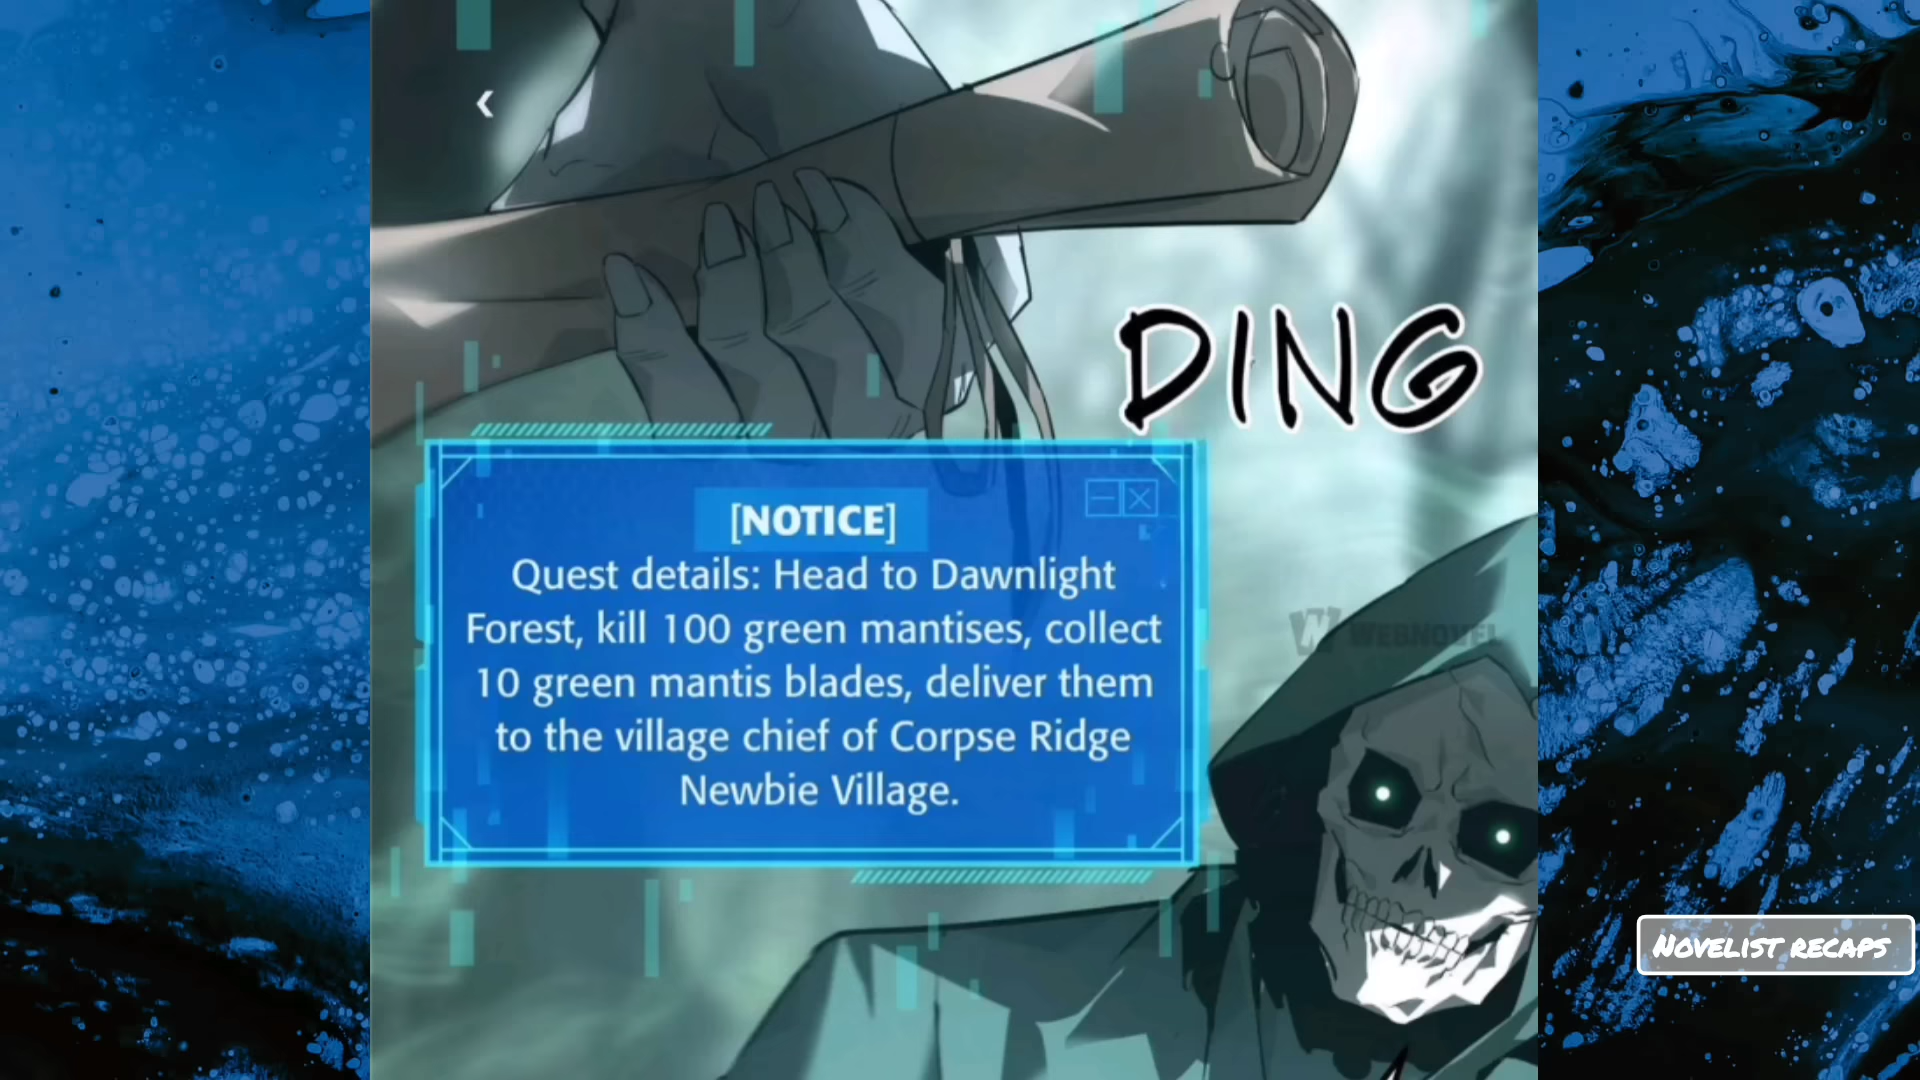 DING
[NOTICE]
Quest details: Head to Dawnlight
Forest, kill 100 green mantises, collect
10 green mantis blades, deliver them
to the village chief of Corpse Ridge
Newbie Village.
WEBNOVEL
NOVELIST RECAPS